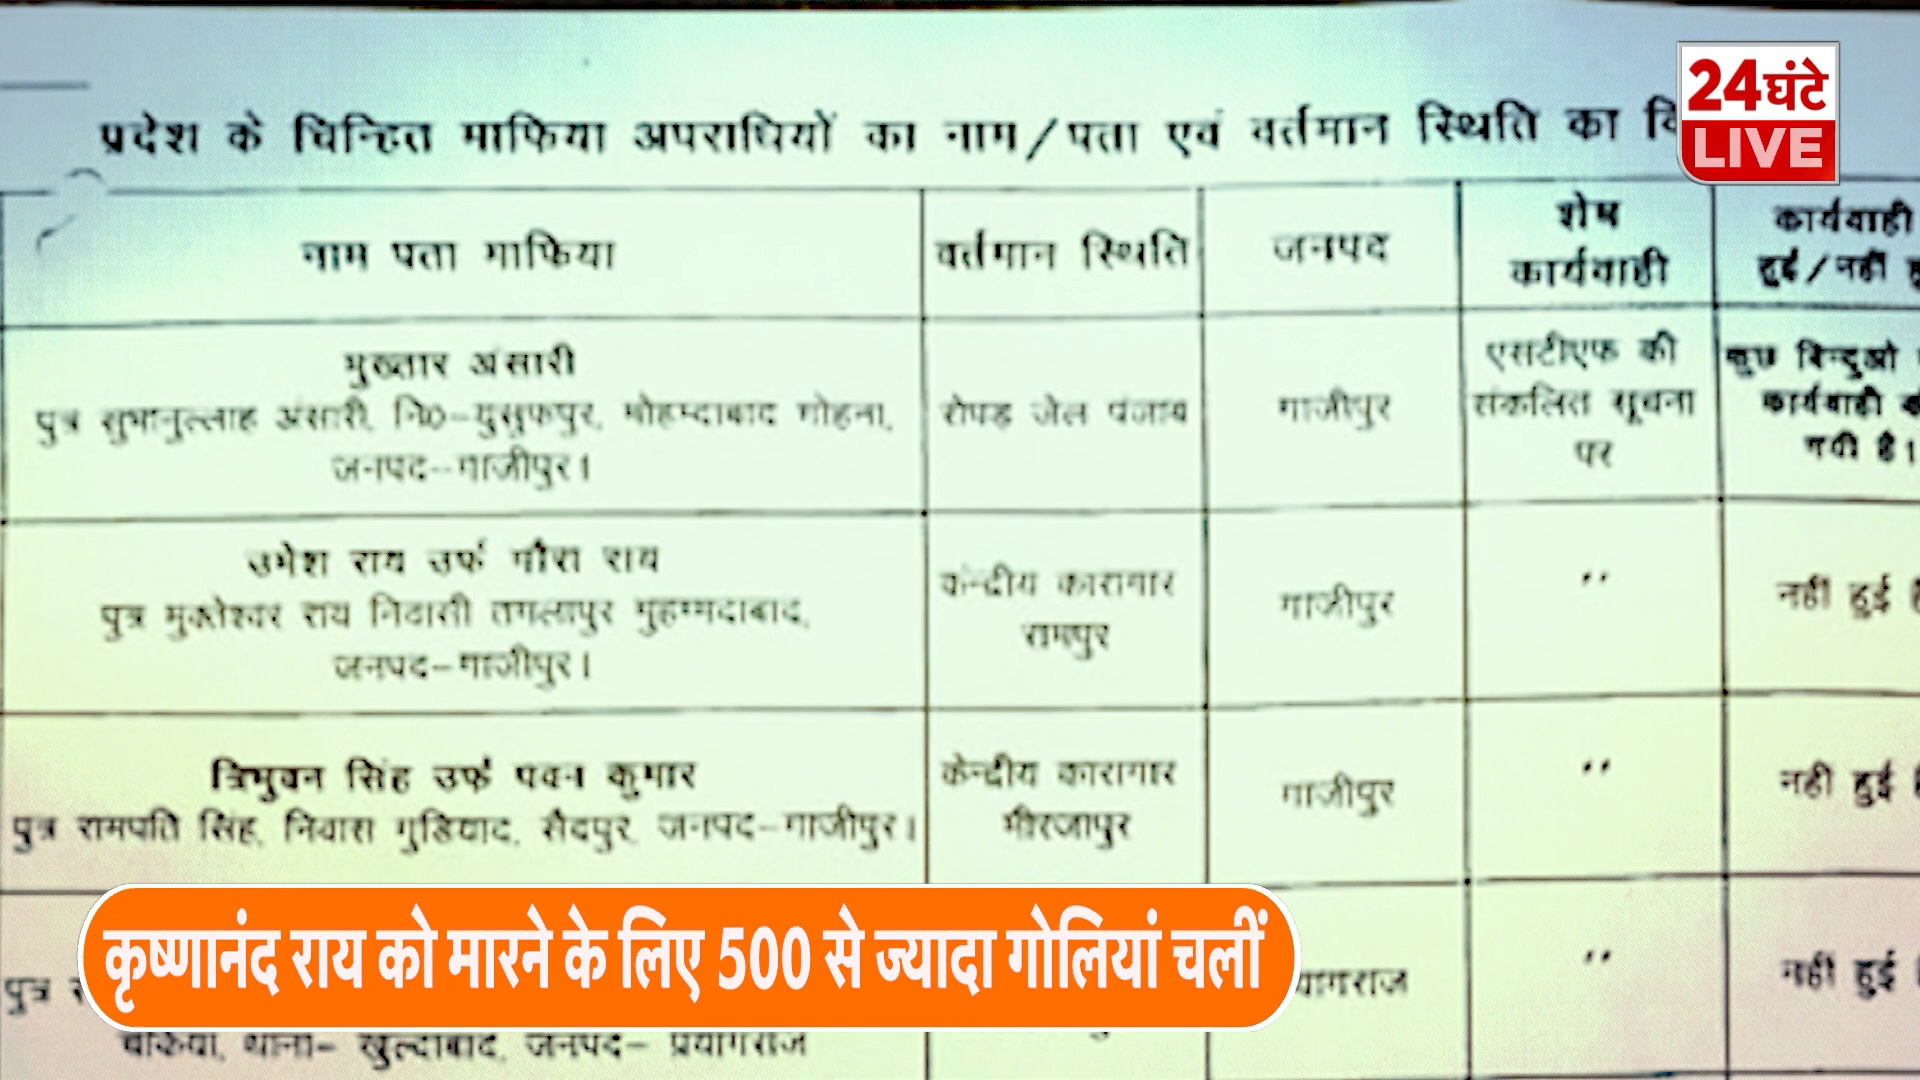 24घंटे
LIVE
प्रदेश के चिन्हित माफिया अपराधियों का नाम/पता एवं वर्तमान स्थिति का
नाम पता माफिया
वर्तमान स्थिति
जनपद
शेष
कार्यवाही
कार्यवाही
हुई/नहीं
मुख्तार अंसारी
पुत्र सुभानुल्लाह अंसारी, नि0-युसुफपुर, मोहम्दाबाद गोहना,
जनपद-गाजीपुर।
रोपड़ जेल पंजाब
गाजीपुर
एसटीएफ की
संकलित सूचना
पर
कुछ बिन्दुओ
कार्यवाही
गयी है।
उमेश राय उर्फ गौरा राय
पुत्र मुक्तेश्वर राय निवासी मुहम्मदाबाद,
जनपद-गाजीपुर।
केन्द्रीय कारागार
रामपुर
गाजीपुर
"
नहीं हुई
त्रिभुवन सिंह उर्फ पवन कुमार
पुत्र रामपति सिंह, निवास सैदपुर, जनपद-गाजीपुर।
केन्द्रीय कारागार
मीरजापुर
गाजीपुर
"
नहीं हुई
पुत्र
"
नहीं हुई
चकिया, थाना- खुल्दाबाद, जनपद- प्रयागराज
कृष्णानंद राय को मारने के लिए 500 से ज्यादा गोलियां चलीं